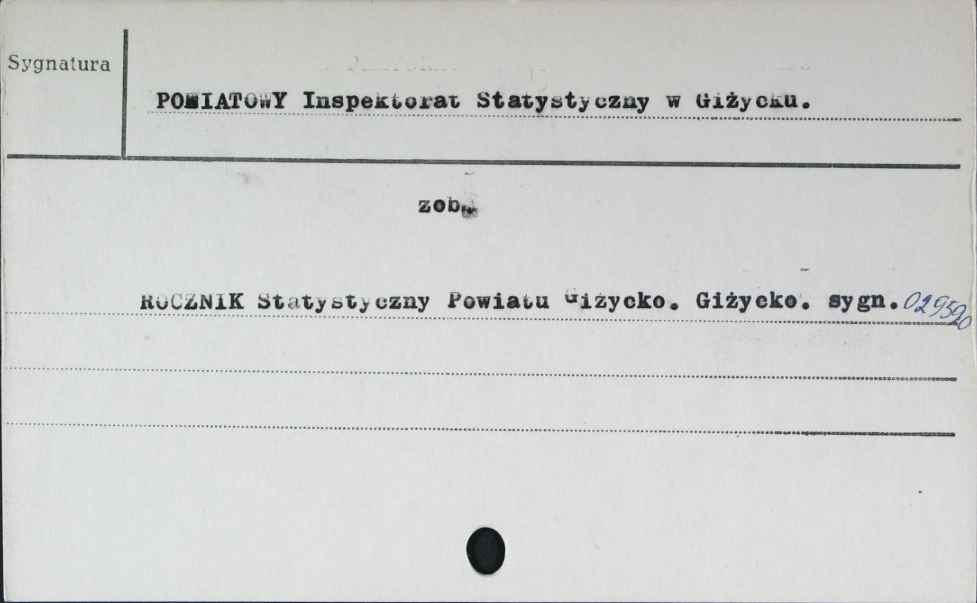 Sygnatura
POWIATOWY Inspektorat Statystyczny w Giżycku.
zob.
ROCZNIK Statystyczny Powiatu Giżycko. Giżycko. sygn. 029590